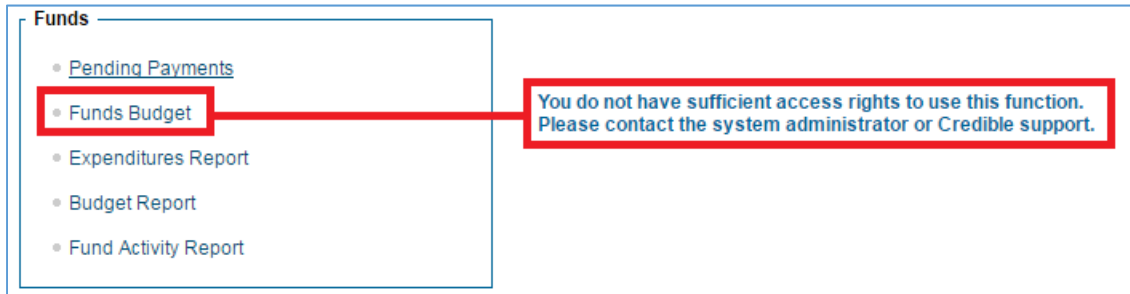 Funds
Pending Payments
Funds Budget
You do not have sufficient access rights to use this function.
Please contact the system administrator or Credible support.
Expenditures Report
Budget Report
Fund Activity Report